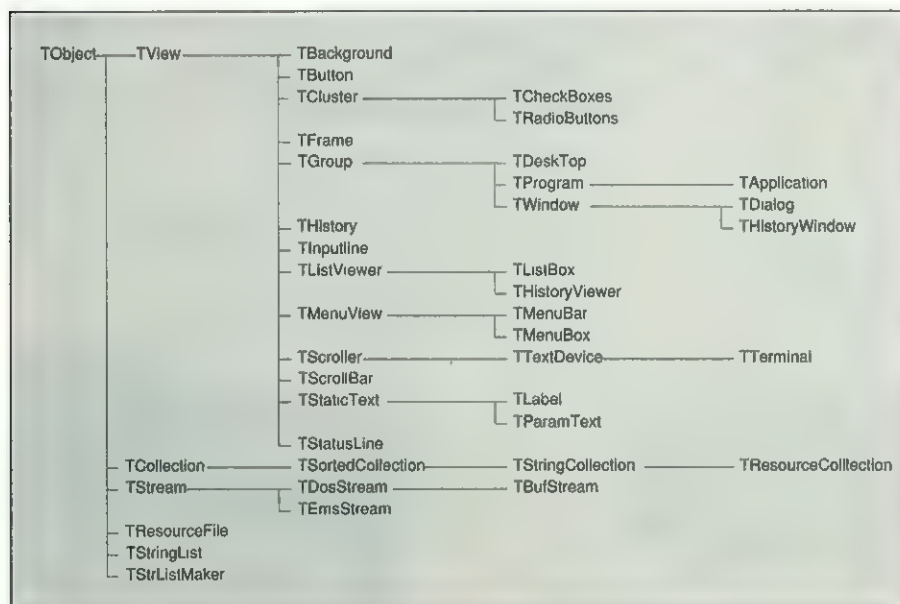 TObject TView TBackground
TButton
TCluster TCheckBoxes
TRadioButtons
TFrame
TGroup TDeskTop
TProgram TApplication
TWindow TDialog
THistoryWindow
THistory
TInputline
TListViewer TListBox
THistoryViewer
TMenuView TMenuBar
TMenuBox
TScroller TTextDevice TTerminal
TScrollBar
TStaticText TLabel
TParamText
TStatusLine
TCollection TSortedCollection TStringCollection TResourceColltection
TStream TDosStream TBufStream
TEmsStream
TResourceFile
TStringList
TStrListMaker